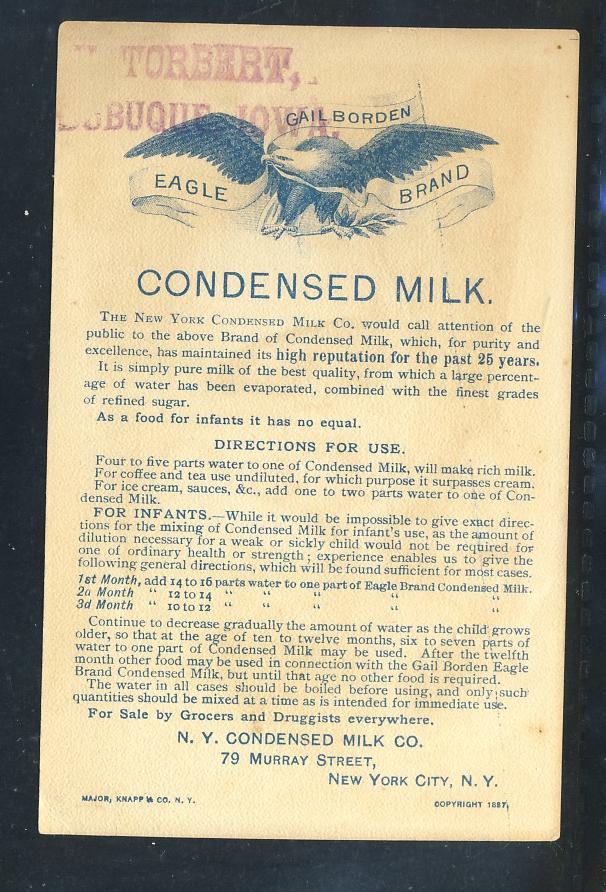 TORBERT,
DUBUQUE, IOWA.
GAIL BORDEN
EAGLE BRAND
CONDENSED MILK.
THE NEW YORK CONDENSED MILK CO. would call attention of the
public to the above Brand of Condensed Milk, which, for purity and
excellence, has maintained its high reputation for the past 25 years.
It is simply pure milk of the best quality, from which a large percent-
age of water has been evaporated, combined with the finest grades
of refined sugar.
As a food for infants it has no equal.
DIRECTIONS FOR USE.
Four to five parts water to one of Condensed Milk, will make rich milk.
For coffee and tea use undiluted, for which purpose it surpasses cream.
For ice cream, sauces, &c., add one to two parts water to one of Con-
densed Milk.
FOR INFANTS.—While it would be impossible to give exact direc-
tions for the mixing of Condensed Milk for infant's use, as the amount of
dilution necessary for a weak or sickly child would not be required for
one of ordinary health or strength; experience enables us to give the
following general directions, which will be found sufficient for most cases.
1st Month, add 14 to 16 parts water to one part of Eagle Brand Condensed Milk.
2d Month " 12 to 14 " " " "
3d Month " 10 to 12 " " " "
Continue to decrease gradually the amount of water as the child grows
older, so that at the age of ten to twelve months, six to seven parts of
water to one part of Condensed Milk may be used. After the twelfth
month other food may be used in connection with the Gail Borden Eagle
Brand Condensed Milk, but until that age no other food is required.
The water in all cases should be boiled before using, and only such
quantities should be mixed at a time as is intended for immediate use.
For Sale by Grocers and Druggists everywhere.
N. Y. CONDENSED MILK CO.
79 MURRAY STREET,
NEW YORK CITY, N. Y.
MAJOR, KNAPP & CO. N. Y. COPYRIGHT 1887,